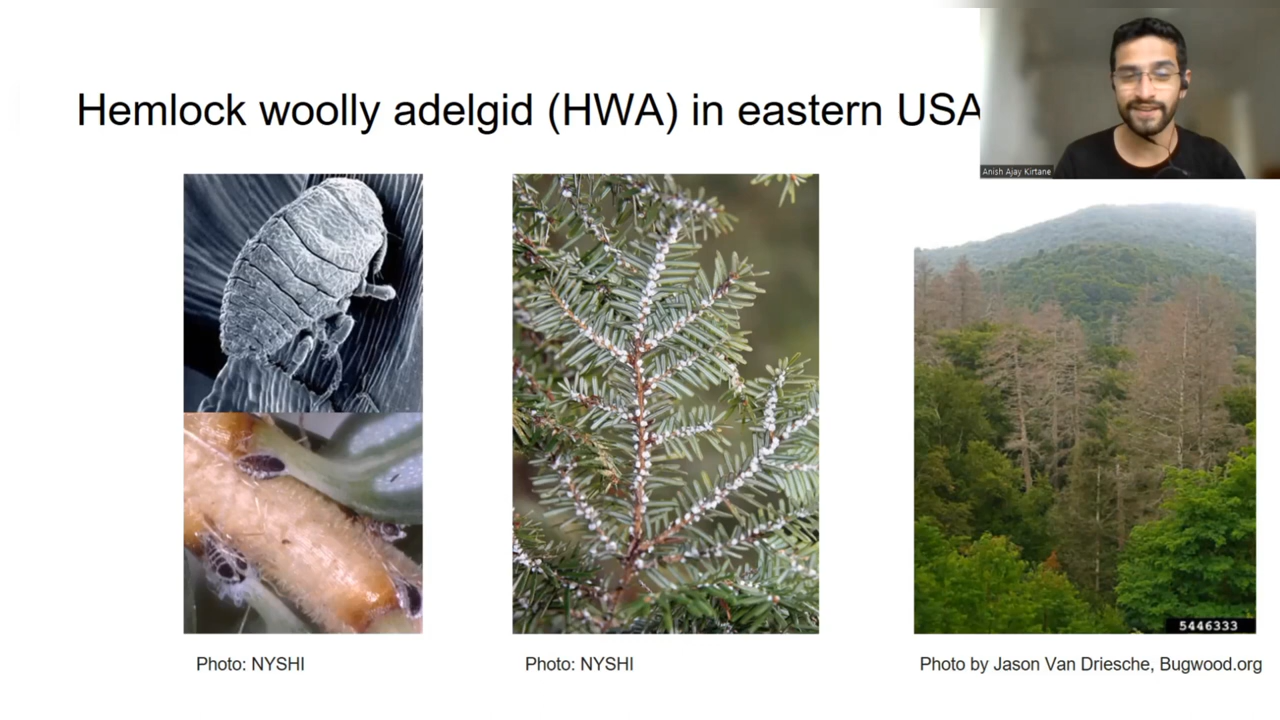 Hemlock woolly adelgid (HWA) in eastern USA
Anish Ajay Kirtane
5446333
Photo: NYSHI
Photo: NYSHI
Photo by Jason Van Driesche, Bugwood.org